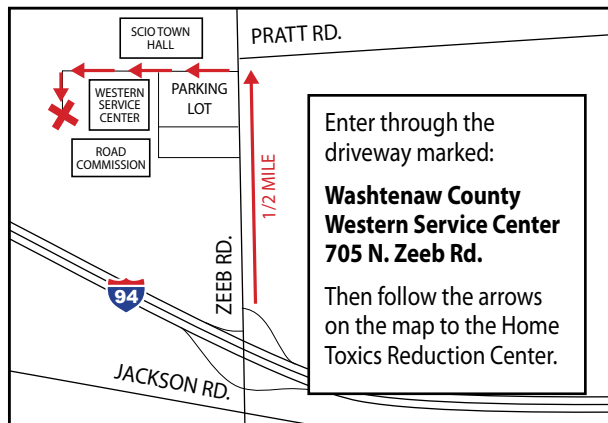 SCIO TOWN
HALL
PRATT RD.
WESTERN
SERVICE
CENTER
PARKING
LOT
ROAD
COMMISSION
1/2 MILE
ZEEB RD.
94
JACKSON RD.
Enter through the
driveway marked:
Washtenaw County
Western Service Center
705 N. Zeeb Rd.
Then follow the arrows
on the map to the Home
Toxics Reduction Center.